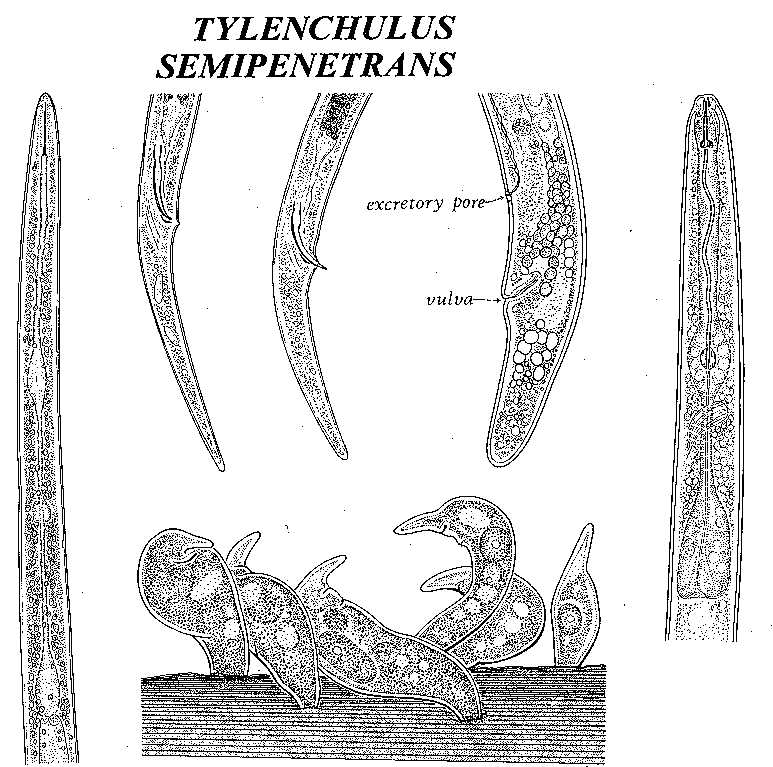 TYLENCHULUS
SEMIPENETRANS
excretory pore
vulva